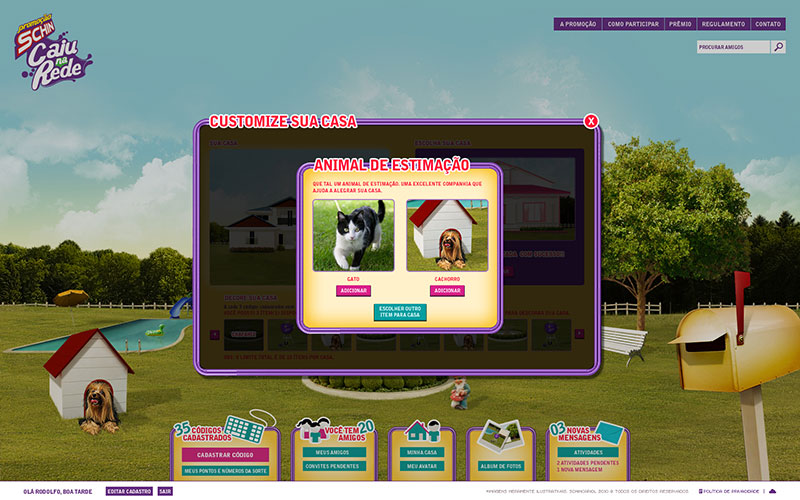 promoção
SCHIN
Caiu
na
Rede
A PROMOÇÃO
COMO PARTICIPAR
PRÊMIO
REGULAMENTO
CONTATO
PROCURAR AMIGOS
CUSTOMIZE SUA CASA
X
SUA CASA
ESCOLHA SUA CASA
ANIMAL DE ESTIMAÇÃO
QUE TAL UM ANIMAL DE ESTIMAÇÃO. UMA EXCELENTE COMPANHIA QUE
AJUDA A ALEGRAR SUA CASA.
GATO
CACHORRO
ADICIONAR
ADICIONAR
ESCOLHER OUTRO
ITEM PARA CASA
DECORE SUA CASA
35 CÓDIGOS
CADASTRADOS
CADASTRAR CÓDIGO
MEUS PONTOS E NÚMEROS DA SORTE
VOCÊ TEM 20
AMIGOS
MEUS AMIGOS
CONVITES PENDENTES
MINHA CASA
MEU AVATAR
ÁLBUM DE FOTOS
03 NOVAS
MENSAGENS
ATIVIDADES
2 ATIVIDADES PENDENTES
1 NOVA MENSAGEM
OLÁ RODOLFO, BOA TARDE
EDITAR CADASTRO
SAIR
POLÍTICA DE PRIVACIDADE